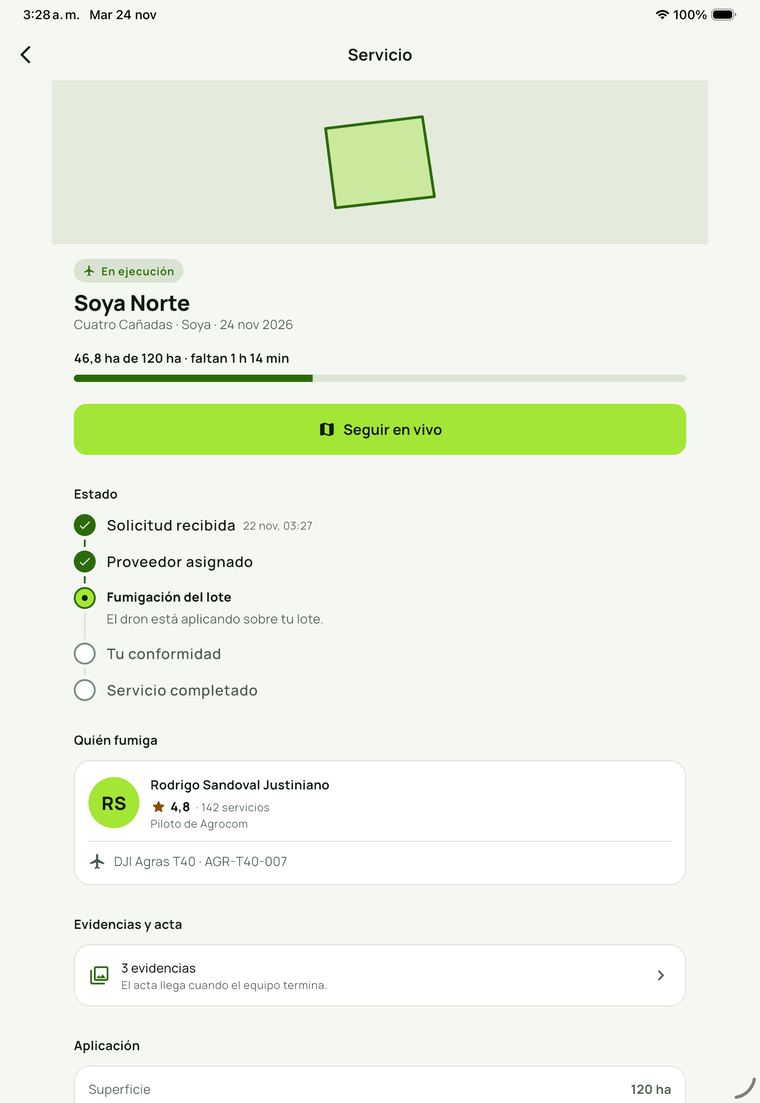 3:28 a. m.  Mar 24 nov
100%
Servicio
En ejecución
Soya Norte
Cuatro Cañadas · Soya · 24 nov 2026
46,8 ha de 120 ha · faltan 1 h 14 min
Seguir en vivo
Estado
Solicitud recibida 22 nov, 03:27
Proveedor asignado
Fumigación del lote
El dron está aplicando sobre tu lote.
Tu conformidad
Servicio completado
Quién fumiga
RS
Rodrigo Sandoval Justiniano
4,8 · 142 servicios
Piloto de Agrocom
DJI Agras T40 · AGR-T40-007
Evidencias y acta
3 evidencias
El acta llega cuando el equipo termina.
Aplicación
Superficie 120 ha